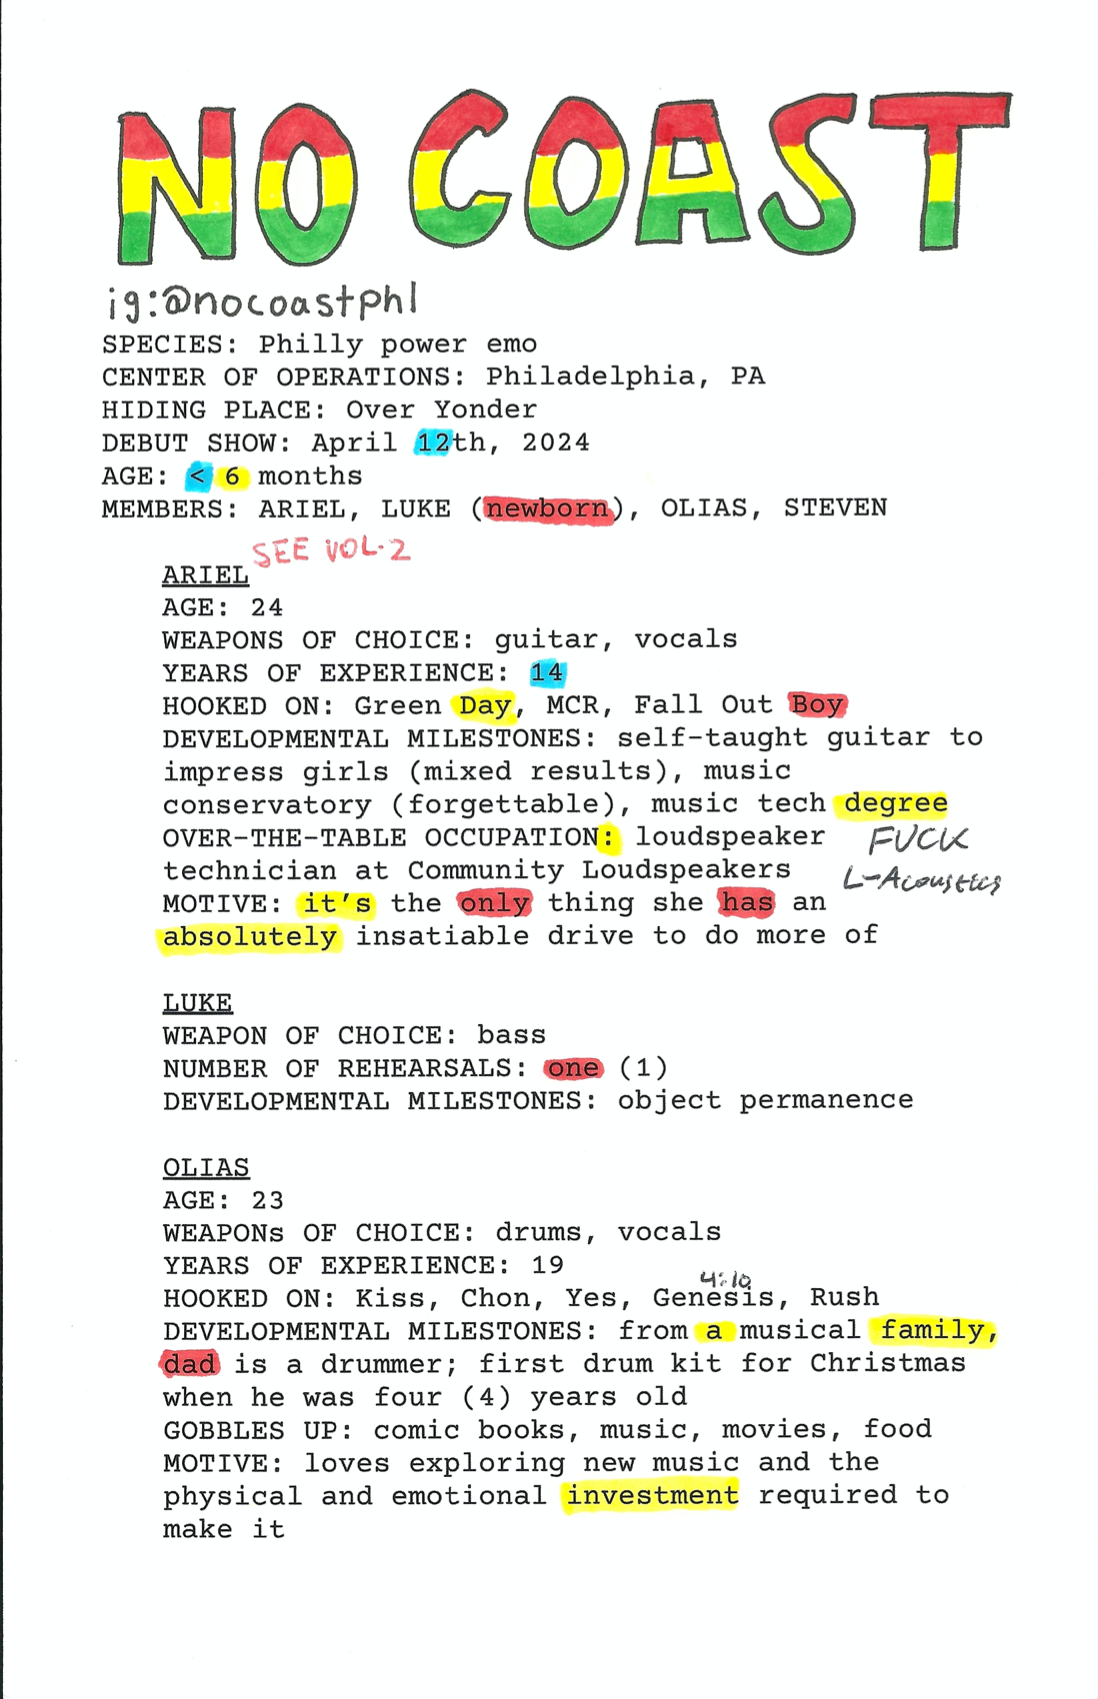 NO COAST
ig:@nocoastphl
SPECIES: Philly power emo
CENTER OF OPERATIONS: Philadelphia, PA
HIDING PLACE: Over Yonder
DEBUT SHOW: April 12th, 2024
AGE: < 6 months
MEMBERS: ARIEL, LUKE (newborn), OLIAS, STEVEN
SEE VOL. 2
ARIEL
AGE: 24
WEAPONS OF CHOICE: guitar, vocals
YEARS OF EXPERIENCE: 14
HOOKED ON: Green Day, MCR, Fall Out Boy
DEVELOPMENTAL MILESTONES: self-taught guitar to
impress girls (mixed results), music
conservatory (forgettable), music tech degree
OVER-THE-TABLE OCCUPATION: loudspeaker
FUCK
technician at Community Loudspeakers
L-Acoustics
MOTIVE: it's the only thing she has an
absolutely insatiable drive to do more of
LUKE
WEAPON OF CHOICE: bass
NUMBER OF REHEARSALS: one (1)
DEVELOPMENTAL MILESTONES: object permanence
OLIAS
AGE: 23
WEAPONs OF CHOICE: drums, vocals
YEARS OF EXPERIENCE: 19
4:10
HOOKED ON: Kiss, Chon, Yes, Genesis, Rush
DEVELOPMENTAL MILESTONES: from a musical family,
dad is a drummer; first drum kit for Christmas
when he was four (4) years old
GOBBLES UP: comic books, music, movies, food
MOTIVE: loves exploring new music and the
physical and emotional investment required to
make it